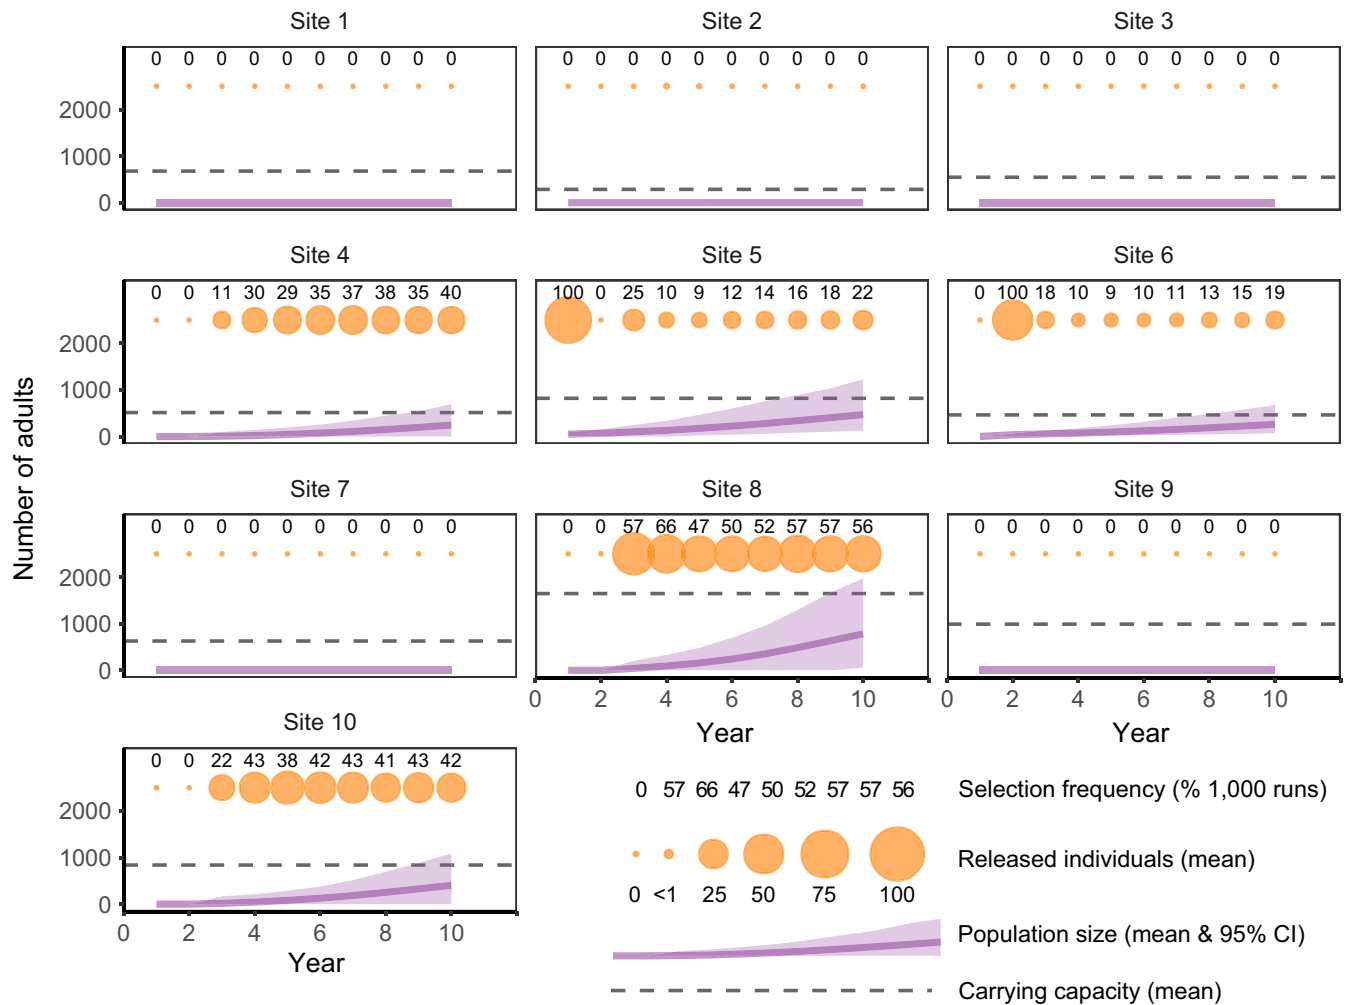 Site 1 Site 2 Site 3
0 0 0 0 0 0 0 0 0 0 0 0 0 0 0 0 0 0 0 0 0 0 0 0 0 0 0 0 0 0
2000
1000
0
Site 4 Site 5 Site 6
0 0 11 30 29 35 37 38 35 40 100 0 25 10 9 12 14 16 18 22 0 100 18 10 9 10 11 13 15 19
2000
1000
0
Number of adults
Site 7 Site 8 Site 9
0 0 0 0 0 0 0 0 0 0 0 0 57 66 47 50 52 57 57 56 0 0 0 0 0 0 0 0 0 0
2000
1000
0
0 2 4 6 8 10 0 2 4 6 8 10
Year Year
Site 10
0 0 22 43 38 42 43 41 43 42
2000
1000
0
0 2 4 6 8 10
Year
0 57 66 47 50 52 57 57 56 Selection frequency (% 1,000 runs)
Released individuals (mean)
0 <1 25 50 75 100
Population size (mean & 95% CI)
Carrying capacity (mean)